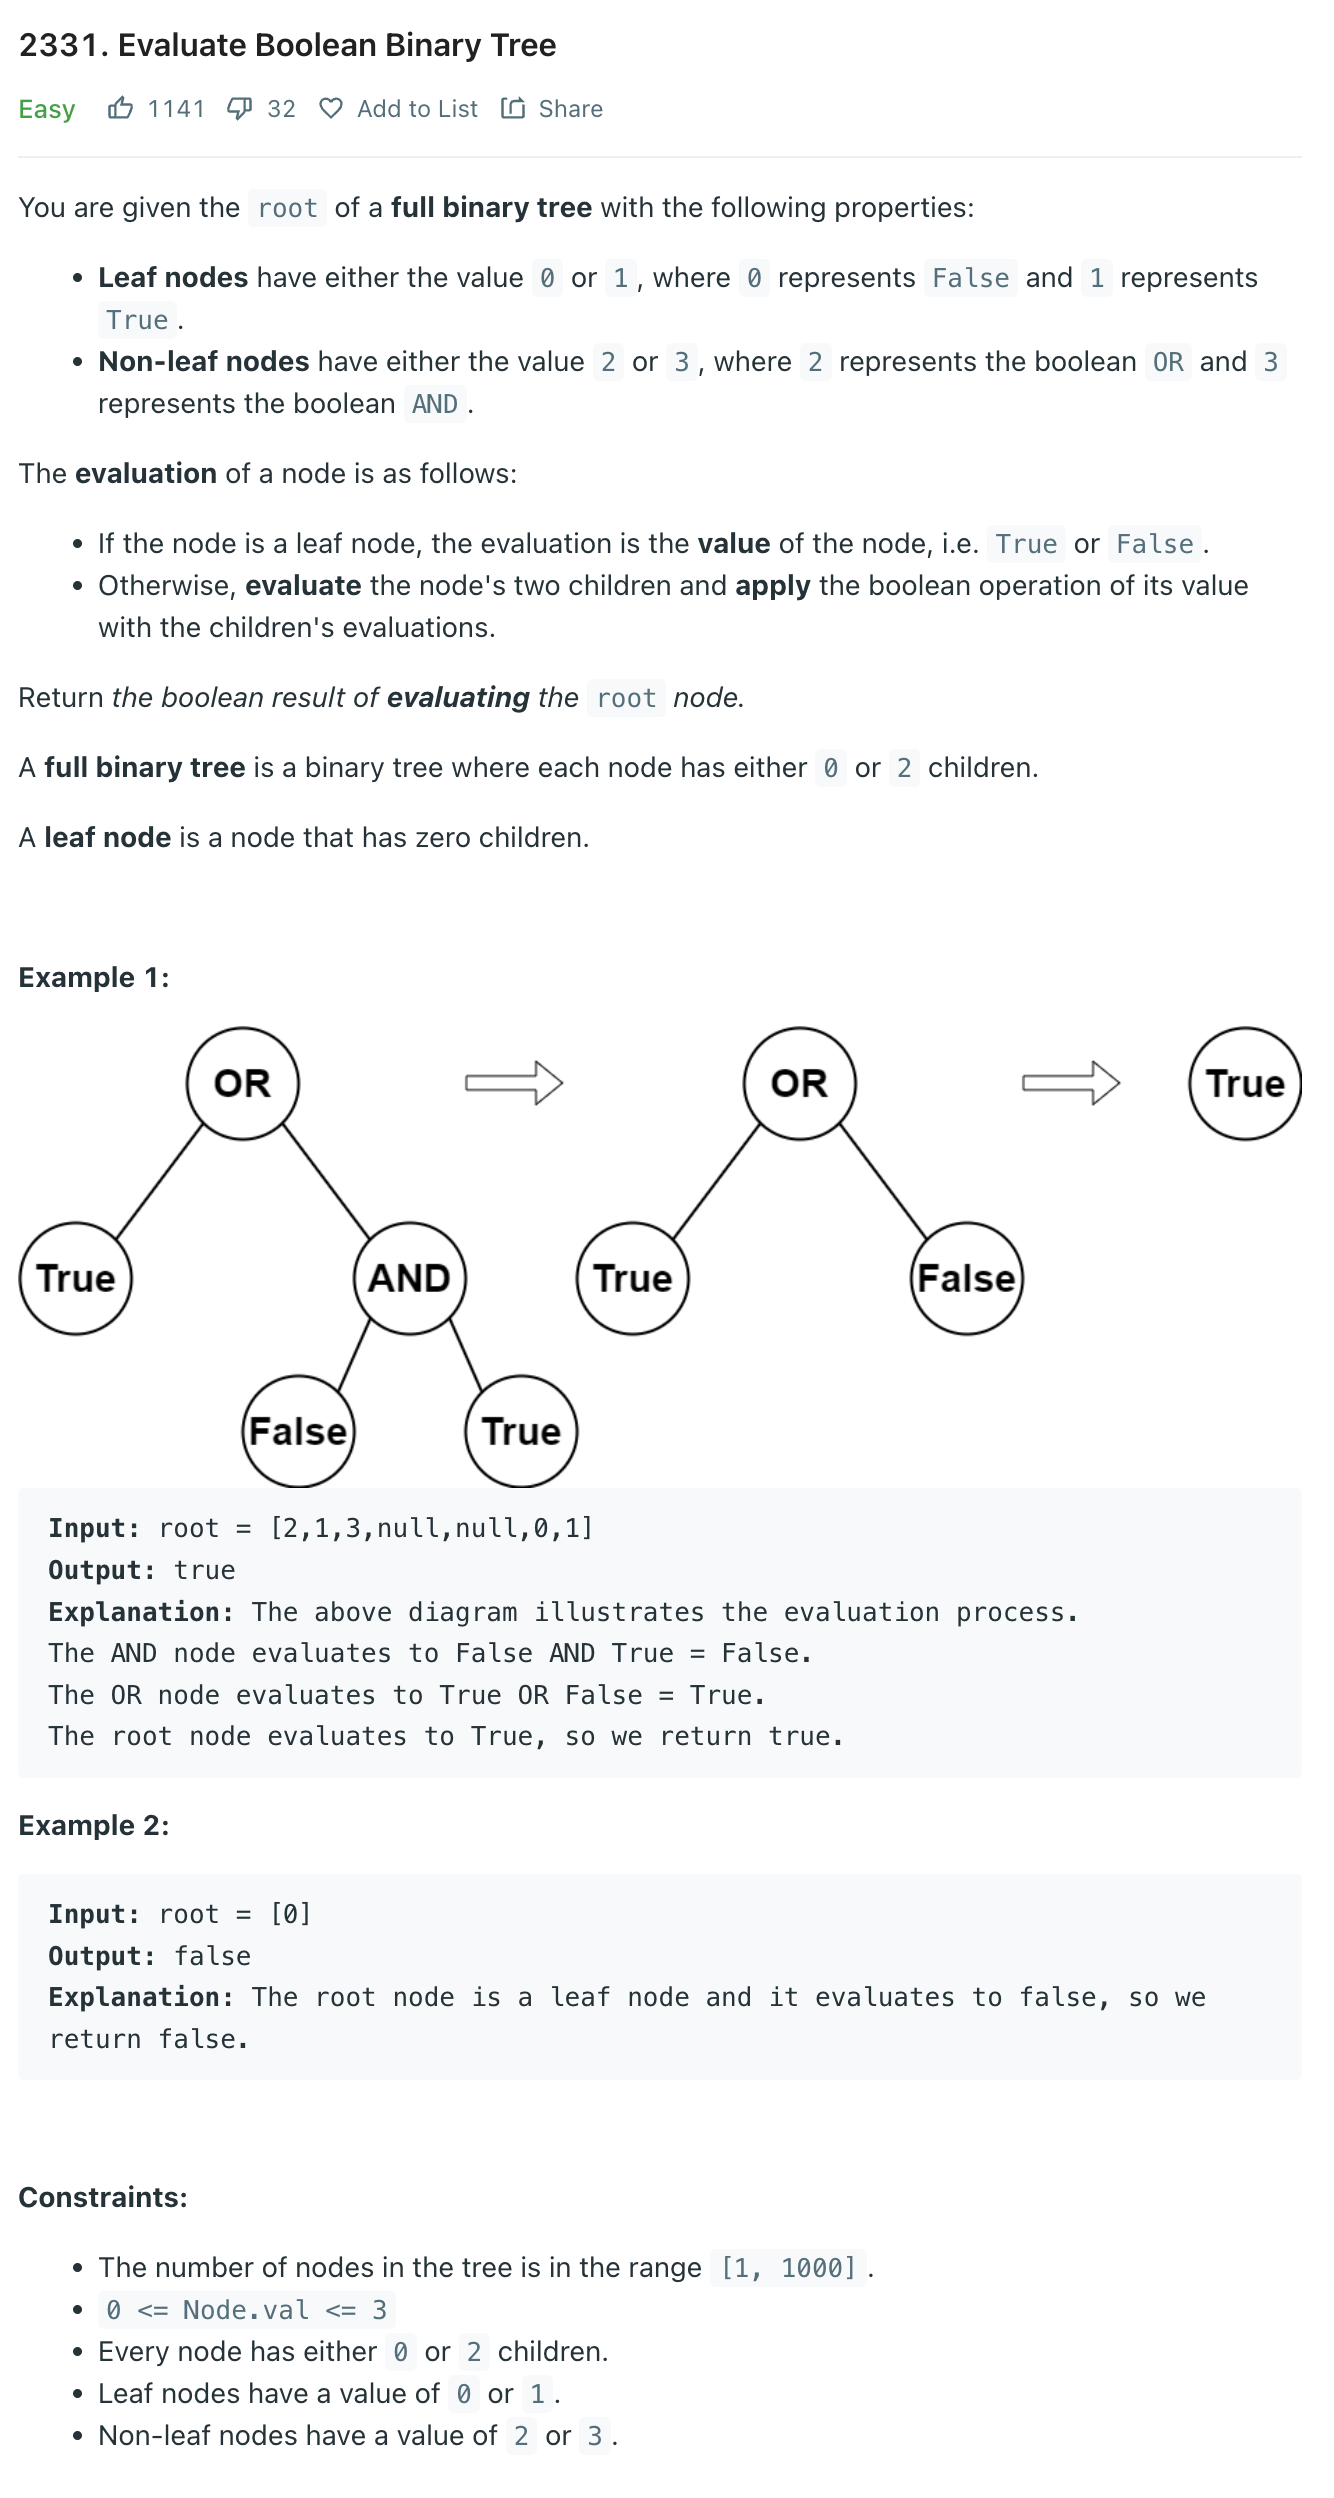 2331. Evaluate Boolean Binary Tree
Easy 1141 32 Add to List Share
You are given the root of a full binary tree with the following properties:
• Leaf nodes have either the value 0 or 1, where 0 represents False and 1 represents
True.
• Non-leaf nodes have either the value 2 or 3, where 2 represents the boolean OR and 3
represents the boolean AND.
The evaluation of a node is as follows:
• If the node is a leaf node, the evaluation is the value of the node, i.e. True or False.
• Otherwise, evaluate the node's two children and apply the boolean operation of its value
with the children's evaluations.
Return the boolean result of evaluating the root node.
A full binary tree is a binary tree where each node has either 0 or 2 children.
A leaf node is a node that has zero children.
Example 1:
OR OR True
True AND True False
False True
Input: root = [2,1,3,null,null,0,1]
Output: true
Explanation: The above diagram illustrates the evaluation process.
The AND node evaluates to False AND True = False.
The OR node evaluates to True OR False = True.
The root node evaluates to True, so we return true.
Example 2:
Input: root = [0]
Output: false
Explanation: The root node is a leaf node and it evaluates to false, so we
return false.
Constraints:
• The number of nodes in the tree is in the range [1, 1000].
• 0 <= Node.val <= 3
• Every node has either 0 or 2 children.
• Leaf nodes have a value of 0 or 1.
• Non-leaf nodes have a value of 2 or 3.